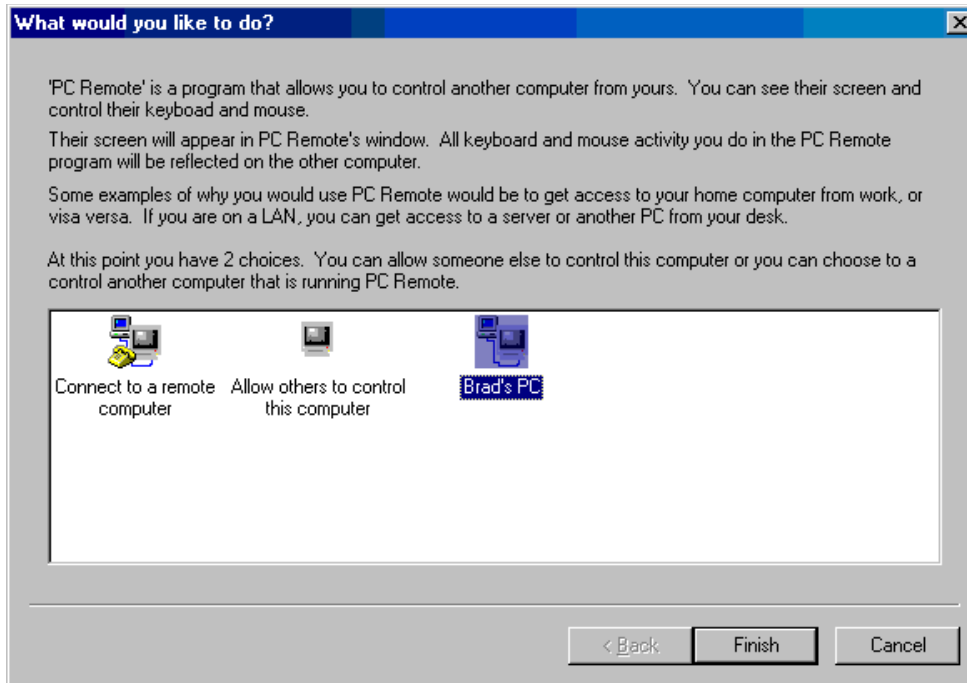 What would you like to do?
'PC Remote' is a program that allows you to control another computer from yours.  You can see their screen and
control their keyboad and mouse.
Their screen will appear in PC Remote's window.  All keyboard and mouse activity you do in the PC Remote
program will be reflected on the other computer.
Some examples of why you would use PC Remote would be to get access to your home computer from work, or
visa versa.  If you are on a LAN, you can get access to a server or another PC from your desk.
At this point you have 2 choices.  You can allow someone else to control this computer or you can choose to a
control another computer that is running PC Remote.
Connect to a remote
computer
Allow others to control
this computer
Brad's PC
< Back
Finish
Cancel